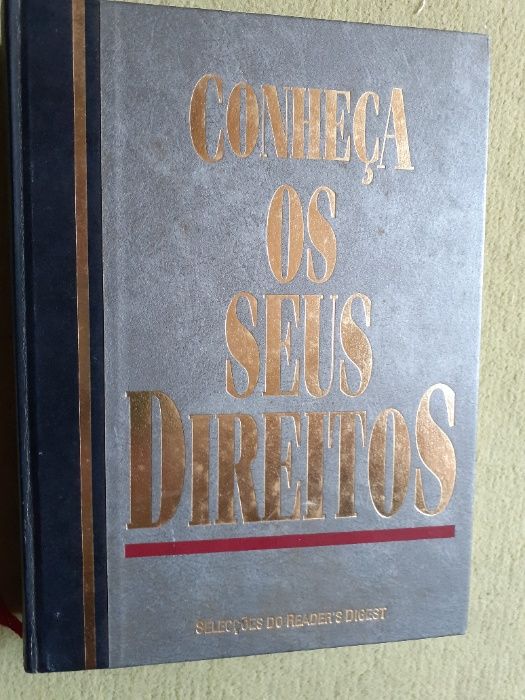 CONHEÇA
OS
SEUS
DIREITOS
SELECÇÕES DO READER'S DIGEST